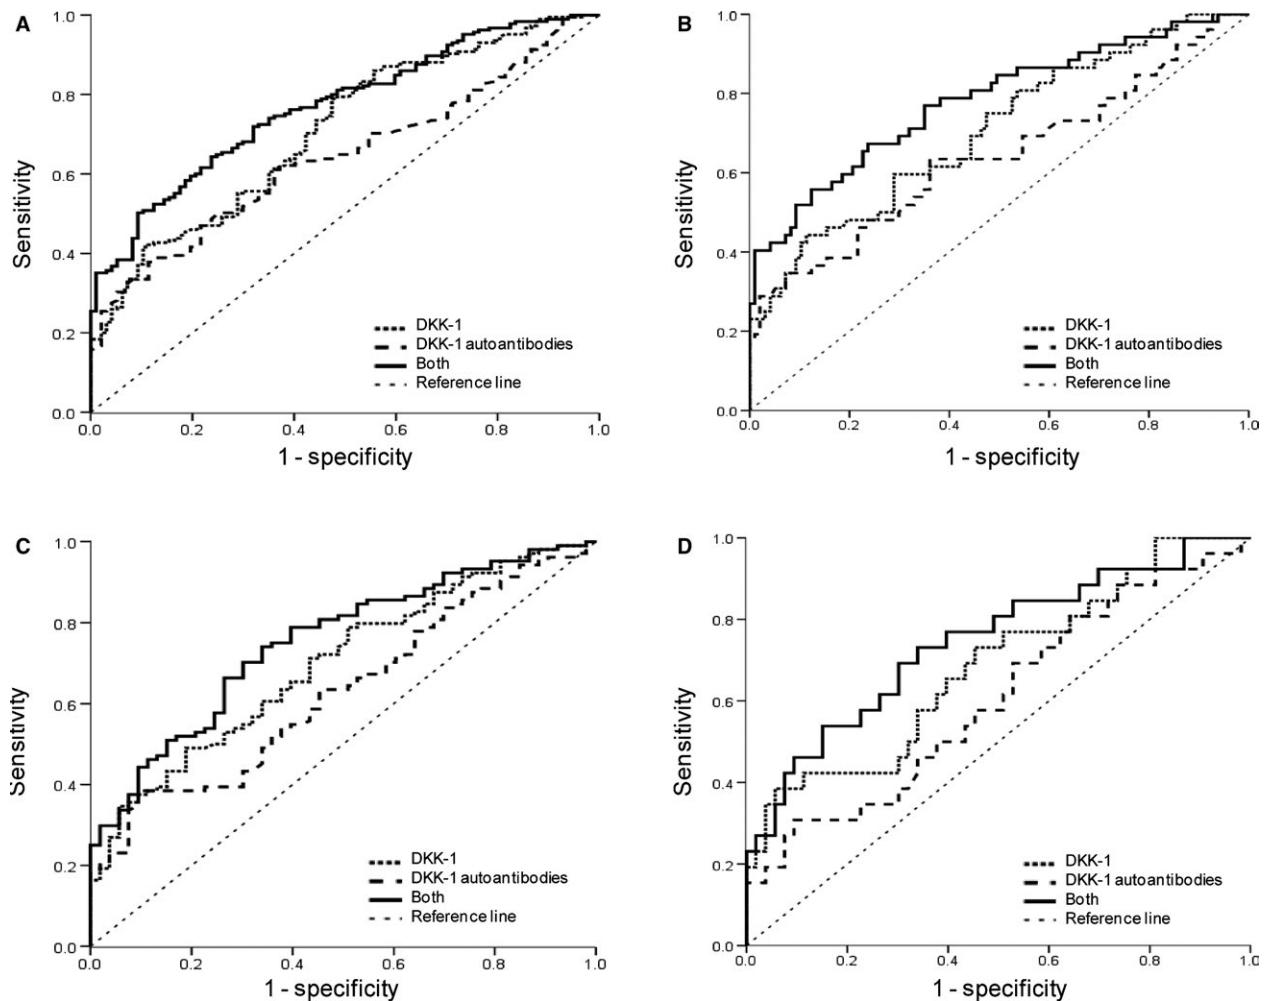 A
1.0
0.8
0.6
0.4
0.2
0.0
Sensitivity
DKK-1
DKK-1 autoantibodies
Both
Reference line
0.0 0.2 0.4 0.6 0.8 1.0
1 - specificity
B
1.0
0.8
0.6
0.4
0.2
0.0
Sensitivity
DKK-1
DKK-1 autoantibodies
Both
Reference line
0.0 0.2 0.4 0.6 0.8 1.0
1 - specificity
C
1.0
0.8
0.6
0.4
0.2
0.0
Sensitivity
DKK-1
DKK-1 autoantibodies
Both
Reference line
0.0 0.2 0.4 0.6 0.8 1.0
1 - specificity
D
1.0
0.8
0.6
0.4
0.2
0.0
Sensitivity
DKK-1
DKK-1 autoantibodies
Both
Reference line
0.0 0.2 0.4 0.6 0.8 1.0
1 - specificity